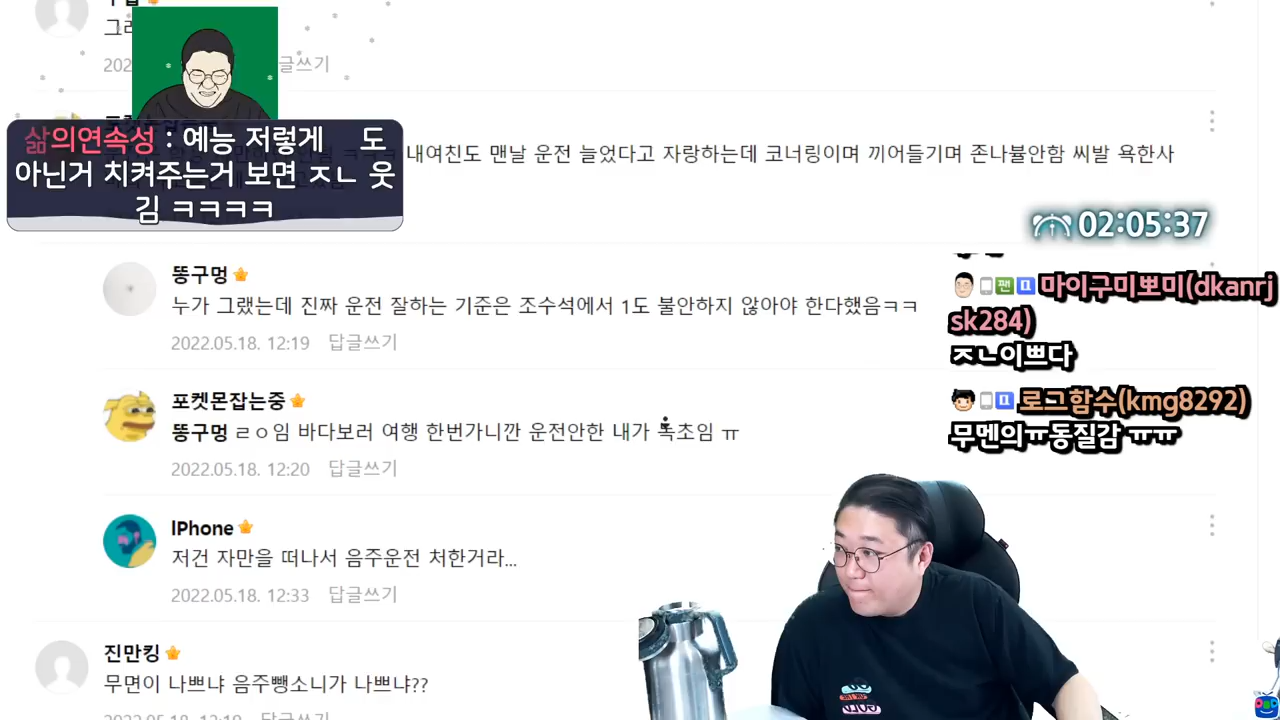 삶의연속성 : 예능 저렇게 도
아닌거 치켜주는거 보면 ㅈㄴ 웃
김 ㅋㅋㅋㅋ
글쓰기
내여친도 맨날 운전 늘었다고 자랑하는데 코너링이며 끼어들기며 존나불안함 씨발 욕한사
02:05:37
똥구멍
누가 그랬는데 진짜 운전 잘하는 기준은 조수석에서 1도 불안하지 않아야 한다했음ㅋㅋ
2022.05.18. 12:19 답글쓰기
포켓몬잡는중
똥구멍 ㄹㅇ임 바다보러 여행 한번가니깐 운전안한 내가 녹초임 ㅠ
2022.05.18. 12:20 답글쓰기
IPhone
저건 자만을 떠나서 음주운전 처한거라...
2022.05.18. 12:33 답글쓰기
진만킹
무면이 나쁘냐 음주뺑소니가 나쁘냐??
팬 마이구미뽀미(dkanrj
sk284)
ㅈㄴ이쁘다
로그함수(kmg8292)
무멘의ㅠ동질감 ㅠㅠ